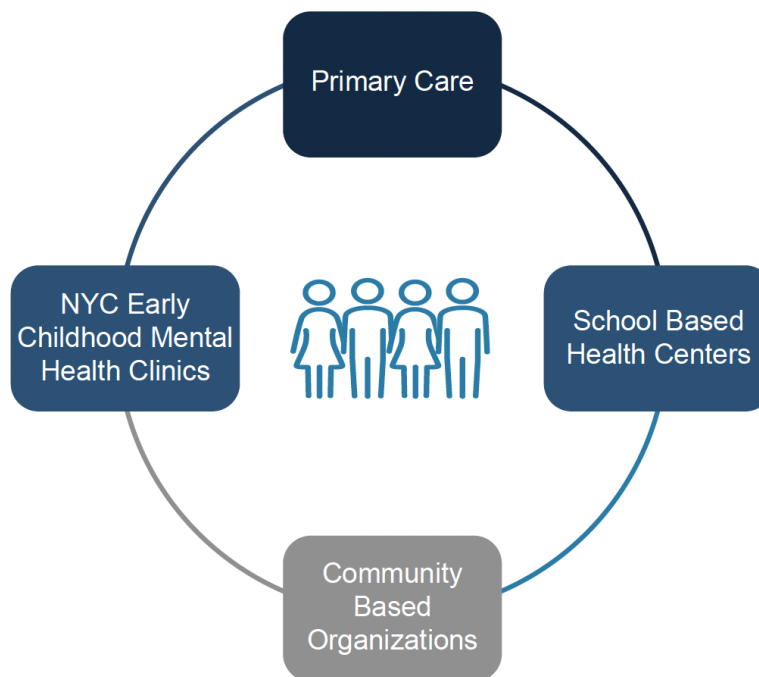 Primary Care
NYC Early
Childhood Mental
Health Clinics
School Based
Health Centers
Community
Based
Organizations